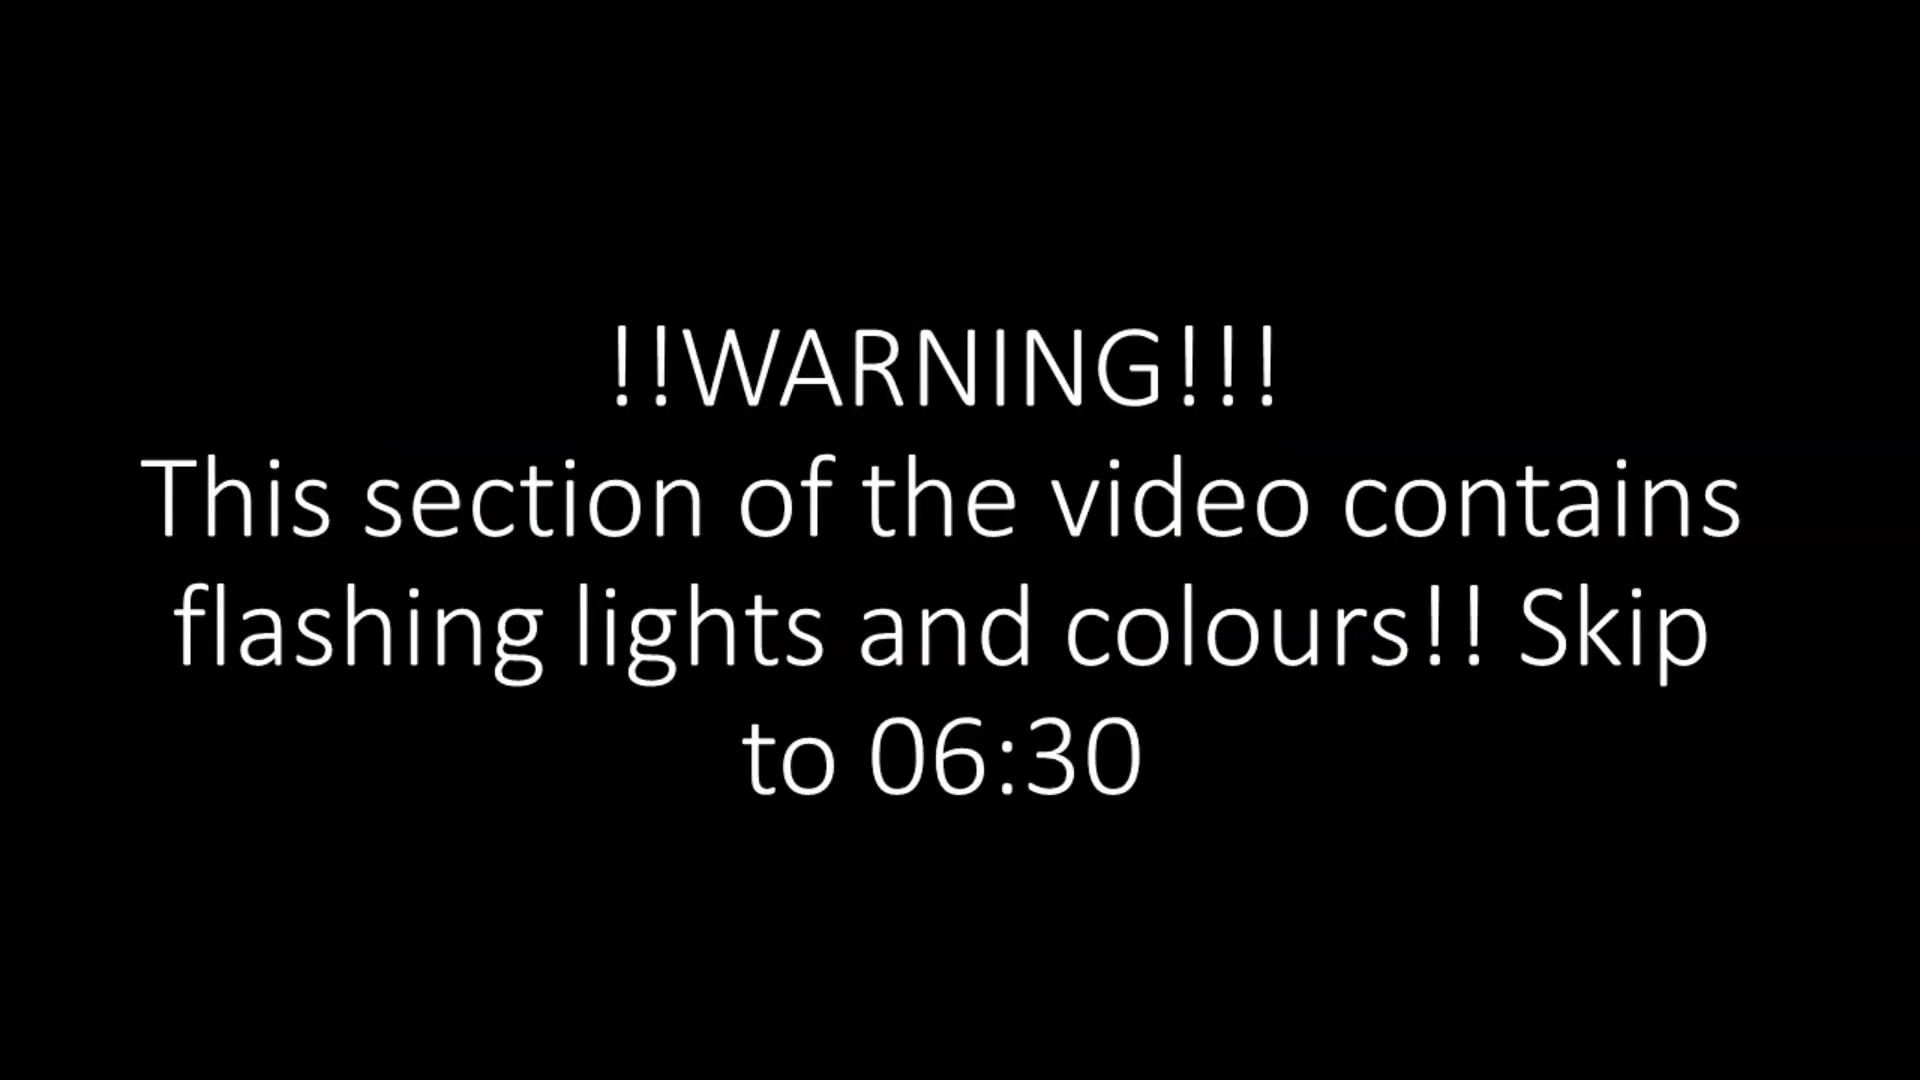 !!WARNING!!!
This section of the video contains
flashing lights and colours!! Skip
to 06:30